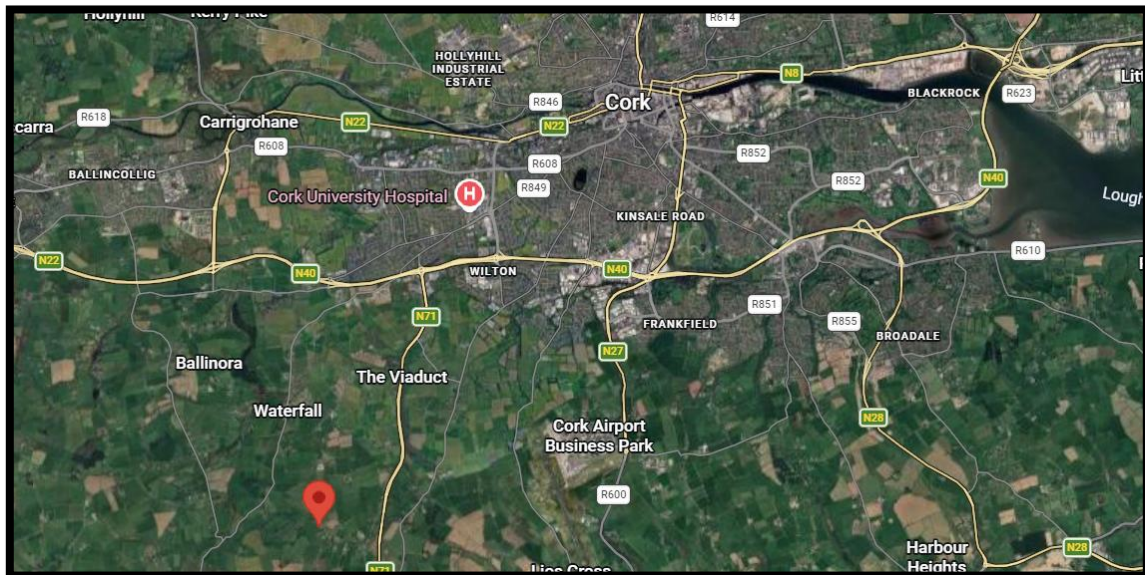 Hollyhill
Kerry Pike
R614
HOLLYHILL
INDUSTRIAL
ESTATE
N8
BLACKROCK
R623
R618
Carrigrohane
N22
R846
Cork
N22
R608
R608
R852
BALLINCOLLIG
Cork University Hospital
H
R849
R852
N40
KINSALE ROAD
N22
N40
WILTON
N40
R610
N71
R851
FRANKFIELD
R855
BROADALE
N27
Ballinora
The Viaduct
Waterfall
Cork Airport
Business Park
N28
R600
Harbour
Heights
N28
N71